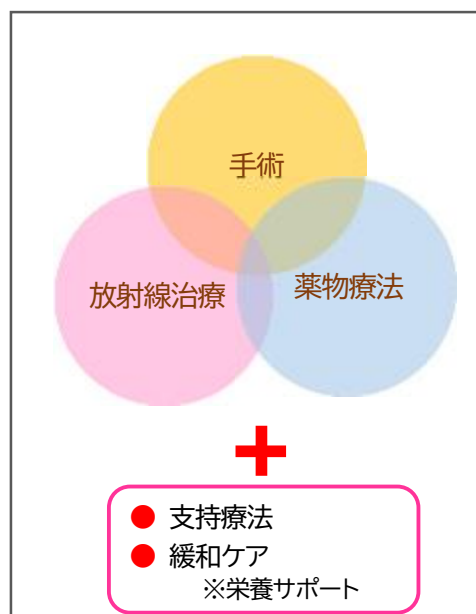 手術
放射線治療
薬物療法
+
● 支持療法
● 緩和ケア
※栄養サポート